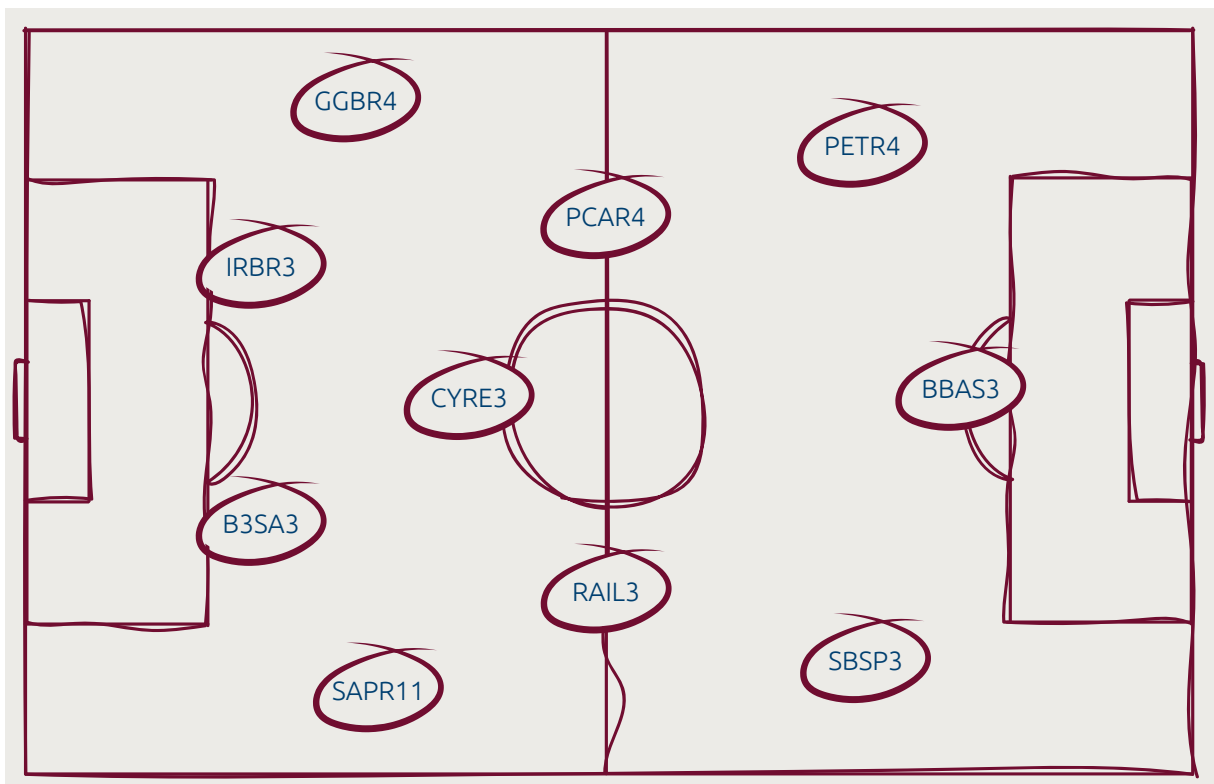 GGBR4
PETR4
PCAR4
IRBR3
CYRE3
BBAS3
B3SA3
RAIL3
SBSP3
SAPR11